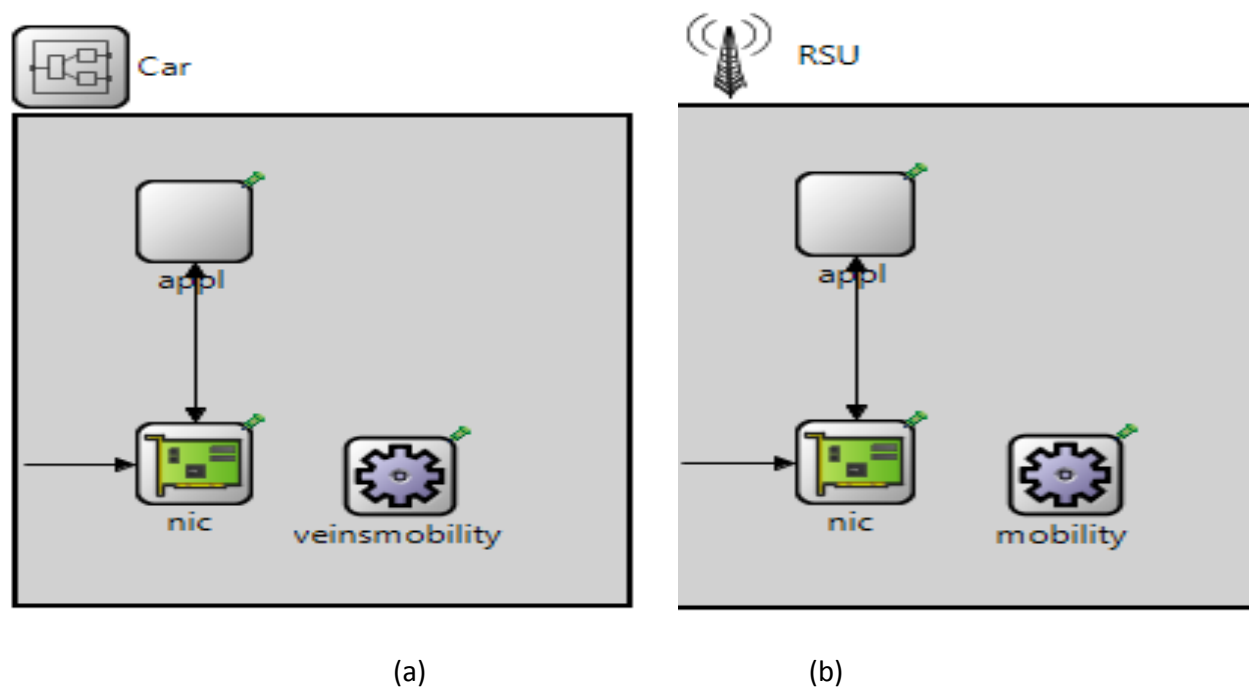 Car
appl
nic
veinsmobility
RSU
appl
nic
mobility
(a)
(b)